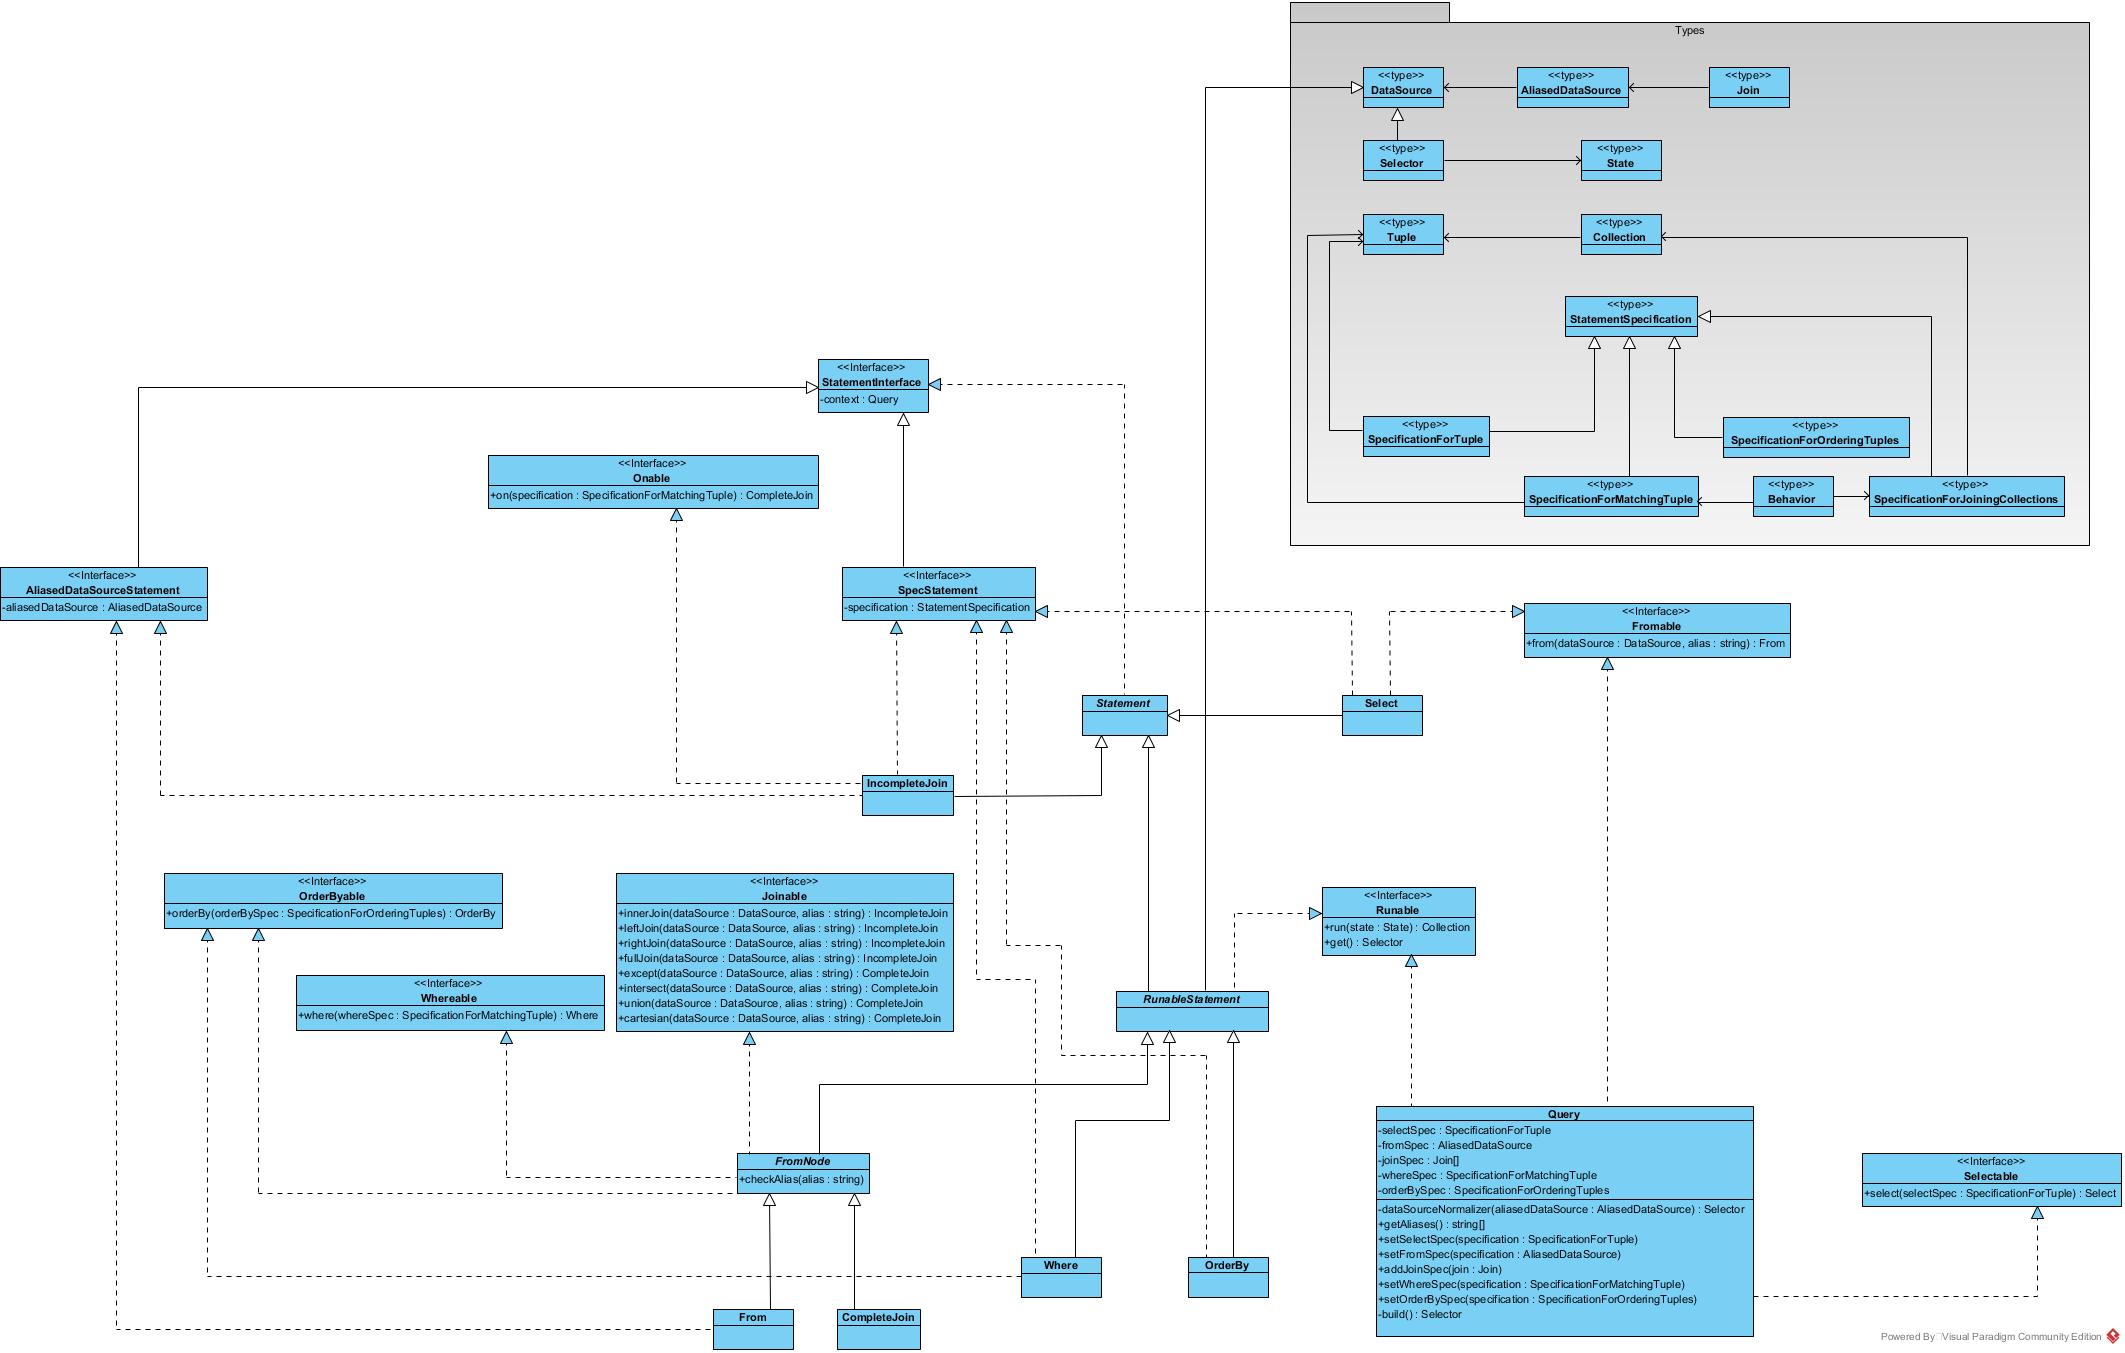 Types
<<type>>
DataSource
<<type>>
AliasedDataSource
<<type>>
Join
<<type>>
Selector
<<type>>
State
<<type>>
Tuple
<<type>>
Collection
<<type>>
StatementSpecification
<<type>>
SpecificationForTuple
<<type>>
SpecificationForOrderingTuples
<<type>>
SpecificationForMatchingTuple
<<type>>
Behavior
<<type>>
SpecificationForJoiningCollections
<<Interface>>
StatementInterface
-context : Query
<<Interface>>
Onable
+on(specification : SpecificationForMatchingTuple) : CompleteJoin
<<Interface>>
AliasedDataSourceStatement
-aliasedDataSource : AliasedDataSource
<<Interface>>
SpecStatement
-specification : StatementSpecification
<<Interface>>
Fromable
+from(dataSource : DataSource, alias : string) : From
Statement
Select
IncompleteJoin
<<Interface>>
OrderByable
+orderBy(orderBySpec : SpecificationForOrderingTuples) : OrderBy
<<Interface>>
Joinable
+innerJoin(dataSource : DataSource, alias : string) : IncompleteJoin
+leftJoin(dataSource : DataSource, alias : string) : IncompleteJoin
+rightJoin(dataSource : DataSource, alias : string) : IncompleteJoin
+fullJoin(dataSource : DataSource, alias : string) : IncompleteJoin
+except(dataSource : DataSource, alias : string) : CompleteJoin
+intersect(dataSource : DataSource, alias : string) : CompleteJoin
+union(dataSource : DataSource, alias : string) : CompleteJoin
+cartesian(dataSource : DataSource, alias : string) : CompleteJoin
<<Interface>>
Runable
+run(state : State) : Collection
+get() : Selector
<<Interface>>
Whereable
+where(whereSpec : SpecificationForMatchingTuple) : Where
RunableStatement
Query
-selectSpec : SpecificationForTuple
-fromSpec : AliasedDataSource
-joinSpec : Join[]
-whereSpec : SpecificationForMatchingTuple
-orderBySpec : SpecificationForOrderingTuples
-dataSourceNormalizer(aliasedDataSource : AliasedDataSource) : Selector
+getAliases() : string[]
+setSelectSpec(specification : SpecificationForTuple)
+setFromSpec(specification : AliasedDataSource)
+addJoinSpec(join : Join)
+setWhereSpec(specification : SpecificationForMatchingTuple)
+setOrderBySpec(specification : SpecificationForOrderingTuples)
-build() : Selector
FromNode
+checkAlias(alias : string)
<<Interface>>
Selectable
+select(selectSpec : SpecificationForTuple) : Select
Where
OrderBy
From
CompleteJoin
Powered By Visual Paradigm Community Edition